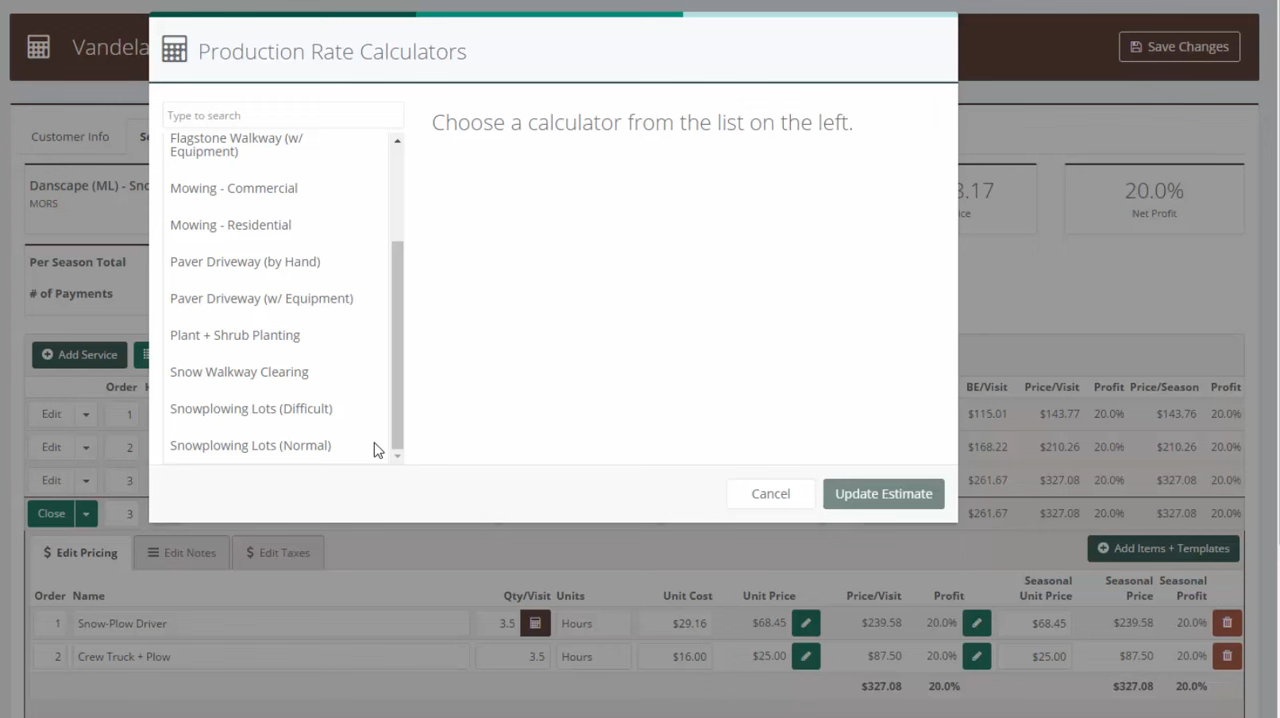 Vandela
Production Rate Calculators
Save Changes
Type to search
Choose a calculator from the list on the left.
Flagstone Walkway (w/
Equipment)
Mowing - Commercial
Mowing - Residential
Paver Driveway (by Hand)
Paver Driveway (w/ Equipment)
Plant + Shrub Planting
Snow Walkway Clearing
Snowplowing Lots (Difficult)
Snowplowing Lots (Normal)
Cancel
Update Estimate
Customer Info
Se
Danscape (ML) - Sno
MORS
8.17
ice
20.0%
Net Profit
Per Season Total
# of Payments
Add Service
Order
BE/Visit Price/Visit Profit Price/Season Profit
Edit 1 $115.01 $143.77 20.0% $143.76 20.0%
Edit 2 $168.22 $210.26 20.0% $210.26 20.0%
Edit 3 $261.67 $327.08 20.0% $327.08 20.0%
Close 3 $261.67 $327.08 20.0% $327.08 20.0%
$ Edit Pricing Edit Notes $ Edit Taxes Add Items + Templates
Order Name Qty/Visit Units Unit Cost Unit Price Price/Visit Profit Seasonal Unit Price Seasonal Price Seasonal Profit
1 Snow-Plow Driver 3.5 Hours $29.16 $68.45 $239.58 20.0% $68.45 $239.58 20.0%
2 Crew Truck + Plow 3.5 Hours $16.00 $25.00 $87.50 20.0% $25.00 $87.50 20.0%
$327.08 20.0% $327.08 20.0%